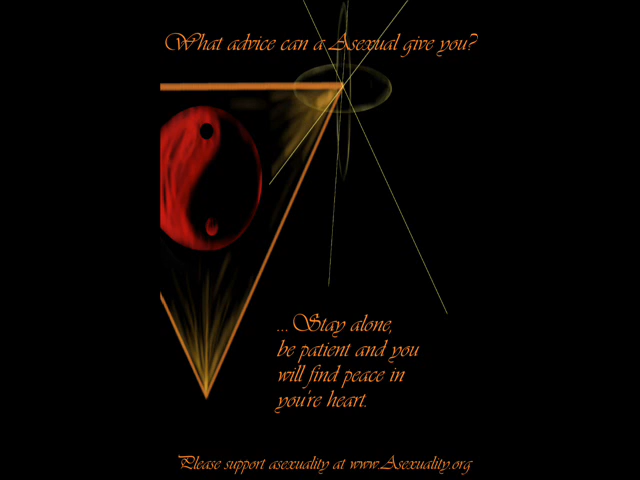 What advice can a Asexual give you?
...Stay alone,
be patient and you
will find peace in
you're heart.
Please support asexuality at www.Asexuality.org